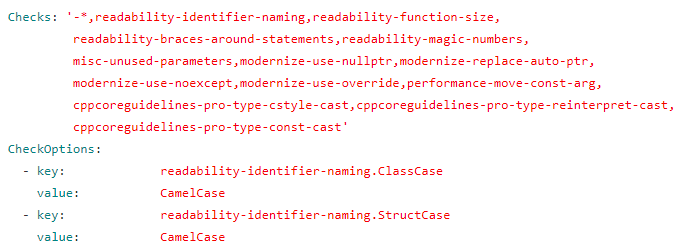 Checks: '-*,readability-identifier-naming,readability-function-size,
readability-braces-around-statements,readability-magic-numbers,
misc-unused-parameters,modernize-use-nullptr,modernize-replace-auto-ptr,
modernize-use-noexcept,modernize-use-override,performance-move-const-arg,
cppcoreguidelines-pro-type-cstyle-cast,cppcoreguidelines-pro-type-reinterpret-cast,
cppcoreguidelines-pro-type-const-cast'
CheckOptions:
- key: readability-identifier-naming.ClassCase
value: CamelCase
- key: readability-identifier-naming.StructCase
value: CamelCase